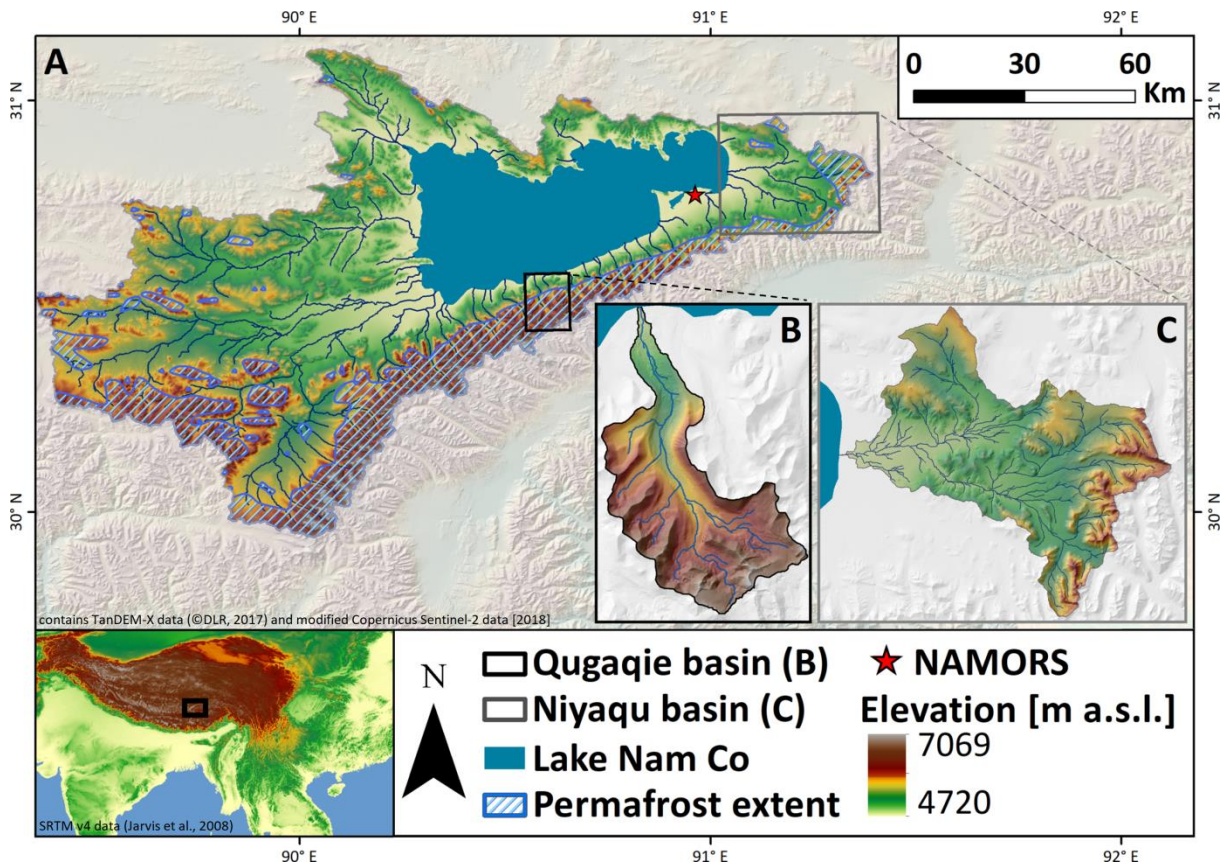 90° E
91° E
92° E
A
0
30
60
Km
31° N
31° N
30° N
30° N
B
C
contains TanDEM-X data (©DLR, 2017) and modified Copernicus Sentinel-2 data [2018]
SRTM v4 data (Jarvis et al., 2008)
N
Qugaqie basin (B)
Niyaqu basin (C)
Lake Nam Co
Permafrost extent
NAMORS
Elevation [m a.s.l.]
7069
4720
90° E
91° E
92° E